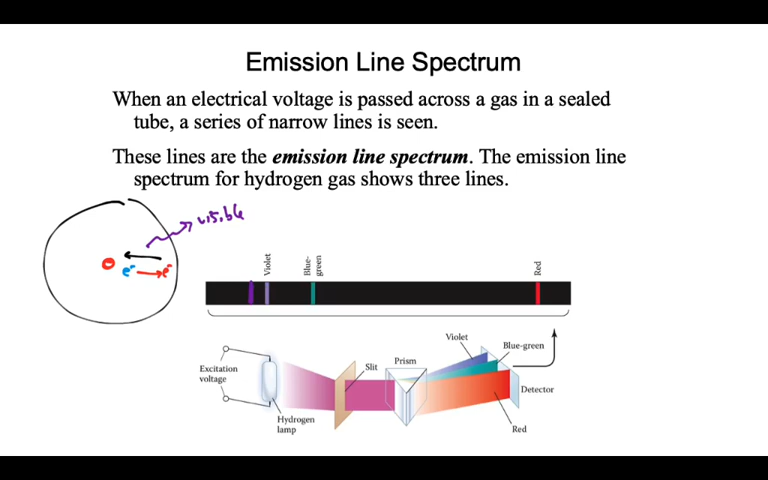 Emission Line Spectrum
When an electrical voltage is passed across a gas in a sealed
tube, a series of narrow lines is seen.
These lines are the emission line spectrum. The emission line
spectrum for hydrogen gas shows three lines.
visible
e⁻ e⁻
Violet
Blue-
green
Red
Excitation
voltage
Hydrogen
lamp
Slit
Prism
Violet
Blue-green
Detector
Red